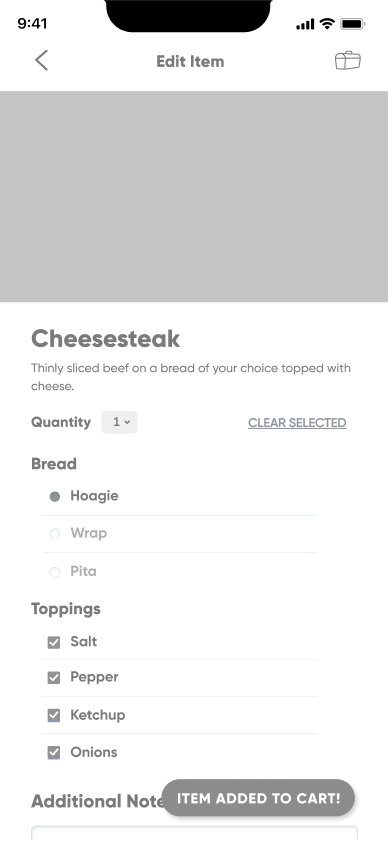 9:41
Edit Item
Cheesesteak
Thinly sliced beef on a bread of your choice topped with
cheese.
Quantity 1 CLEAR SELECTED
Bread
Hoagie
Wrap
Pita
Toppings
Salt
Pepper
Ketchup
Onions
Additional Note
ITEM ADDED TO CART!